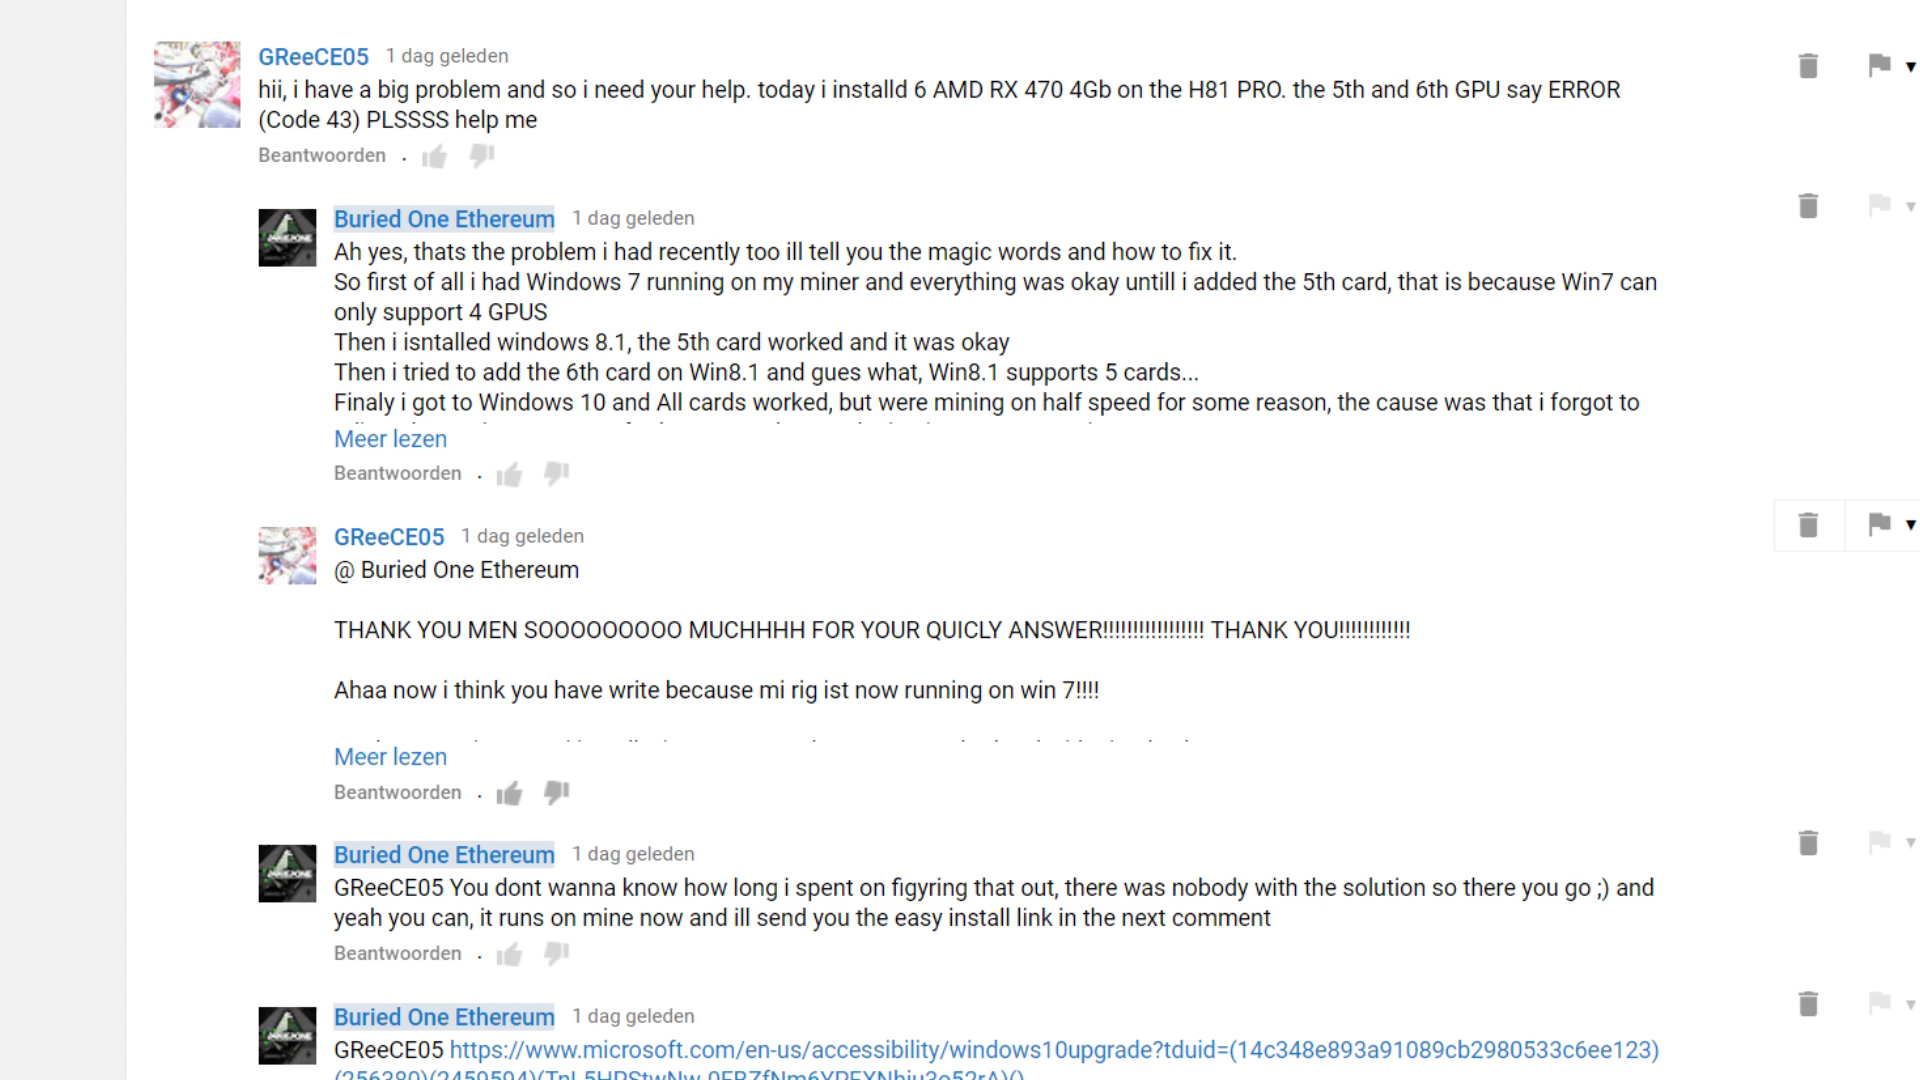 GReeCE05 1 dag geleden
hii, i have a big problem and so i need your help. today i installd 6 AMD RX 470 4Gb on the H81 PRO. the 5th and 6th GPU say ERROR
(Code 43) PLSSSS help me
Beantwoorden .
Buried One Ethereum 1 dag geleden
Ah yes, thats the problem i had recently too ill tell you the magic words and how to fix it.
So first of all i had Windows 7 running on my miner and everything was okay untill i added the 5th card, that is because Win7 can
only support 4 GPUS
Then i isntalled windows 8.1, the 5th card worked and it was okay
Then i tried to add the 6th card on Win8.1 and gues what, Win8.1 supports 5 cards...
Finaly i got to Windows 10 and All cards worked, but were mining on half speed for some reason, the cause was that i forgot to
Meer lezen
Beantwoorden .
GReeCE05 1 dag geleden
@ Buried One Ethereum
THANK YOU MEN SOOOOOOOOO MUCHHHH FOR YOUR QUICLY ANSWER!!!!!!!!!!!!!!!!! THANK YOU!!!!!!!!!!!!
Ahaa now i think you have write because mi rig ist now running on win 7!!!!
Meer lezen
Beantwoorden .
Buried One Ethereum 1 dag geleden
GReeCE05 You dont wanna know how long i spent on figyring that out, there was nobody with the solution so there you go ;) and
yeah you can, it runs on mine now and ill send you the easy install link in the next comment
Beantwoorden .
Buried One Ethereum 1 dag geleden
GReeCE05 https://www.microsoft.com/en-us/accessibility/windows10upgrade?tduid=(14c348e893a91089cb2980533c6ee123)